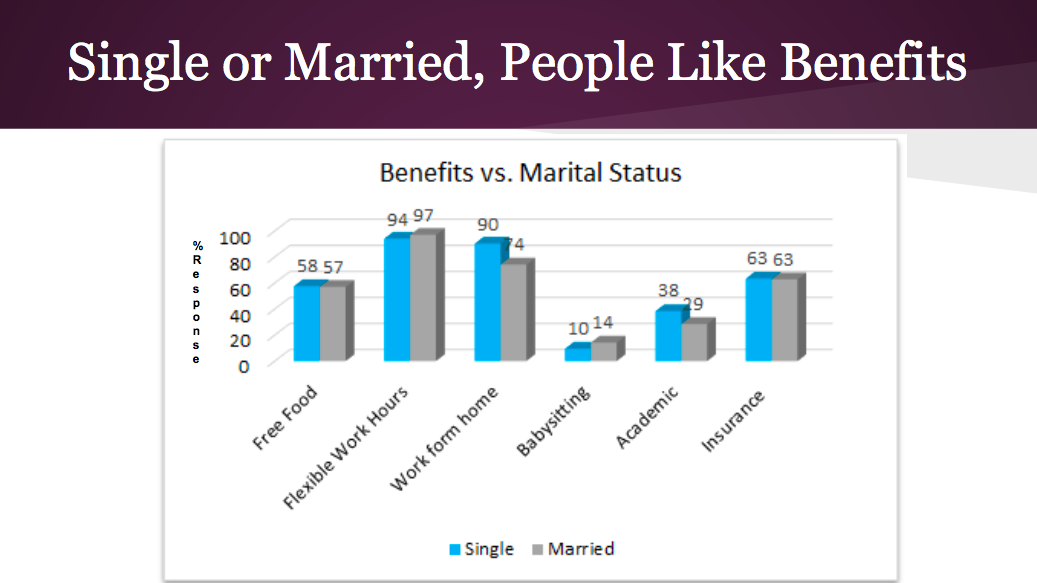 Single or Married, People Like Benefits
Benefits vs. Marital Status
% Response
100
80
60
40
20
0
58 57
94 97
90 74
10 14
38 29
63 63
Free Food
Flexible Work Hours
Work form home
Babysitting
Academic
Insurance
Single Married